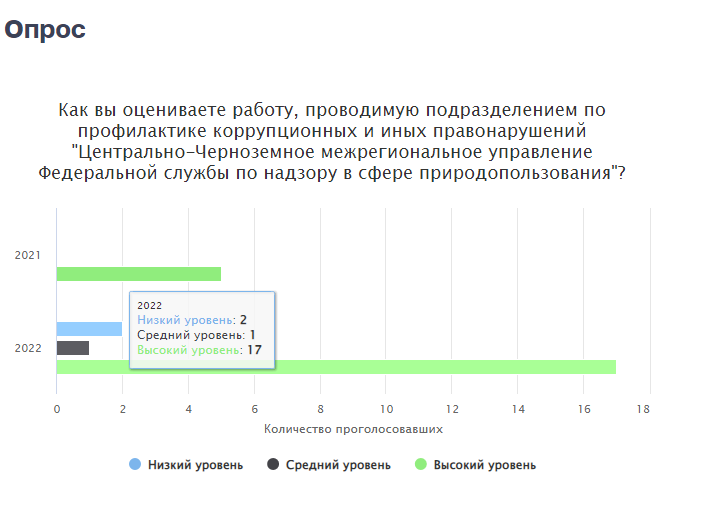 Опрос
Как вы оцениваете работу, проводимую подразделением по
профилактике коррупционных и иных правонарушений
"Центрально-Черноземное межрегиональное управление
Федеральной службы по надзору в сфере природопользования"?
2021
2022
Низкий уровень: 2
Средний уровень: 1
2022
Высокий уровень: 17
0 2 4 6 8 10 12 14 16 18
Количество проголосовавших
Низкий уровень Средний уровень Высокий уровень